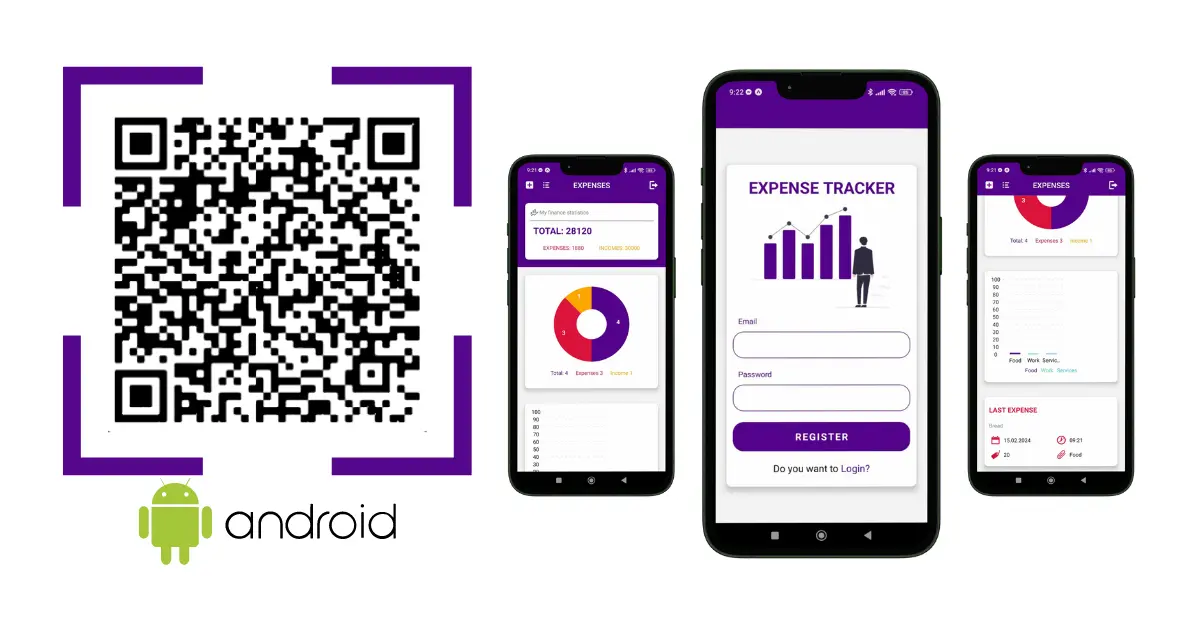 android
9:21
EXPENSES
My finance statistics
TOTAL: 28120
EXPENSES: 1880
INCOMES: 30000
1
3
4
Total: 4 Expenses 3 Income 1
100
90
80
70
60
50
40
30
9:22
EXPENSE TRACKER
Email
Password
REGISTER
Do you want to Login?
9:21
EXPENSES
3
Total: 4 Expenses 3 Income 1
100
90
80
70
60
50
40
30
20
10
0
Food Work Servic...
Food Work Services
LAST EXPENSE
Bread
15.02.2024 09:21
20 Food